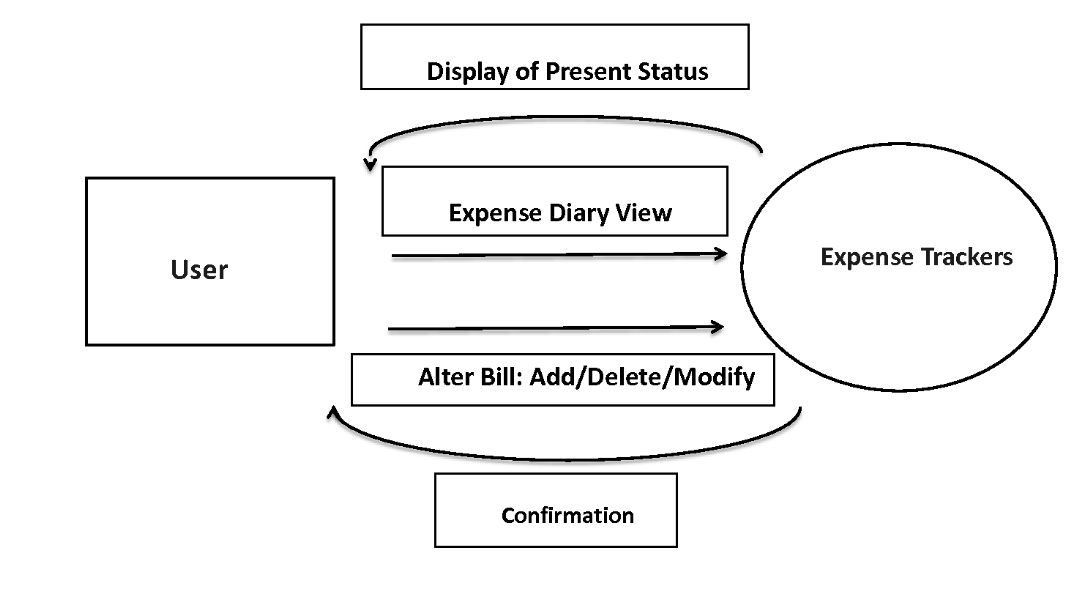 Display of Present Status
Expense Diary View
User
Expense Trackers
Alter Bill: Add/Delete/Modify
Confirmation